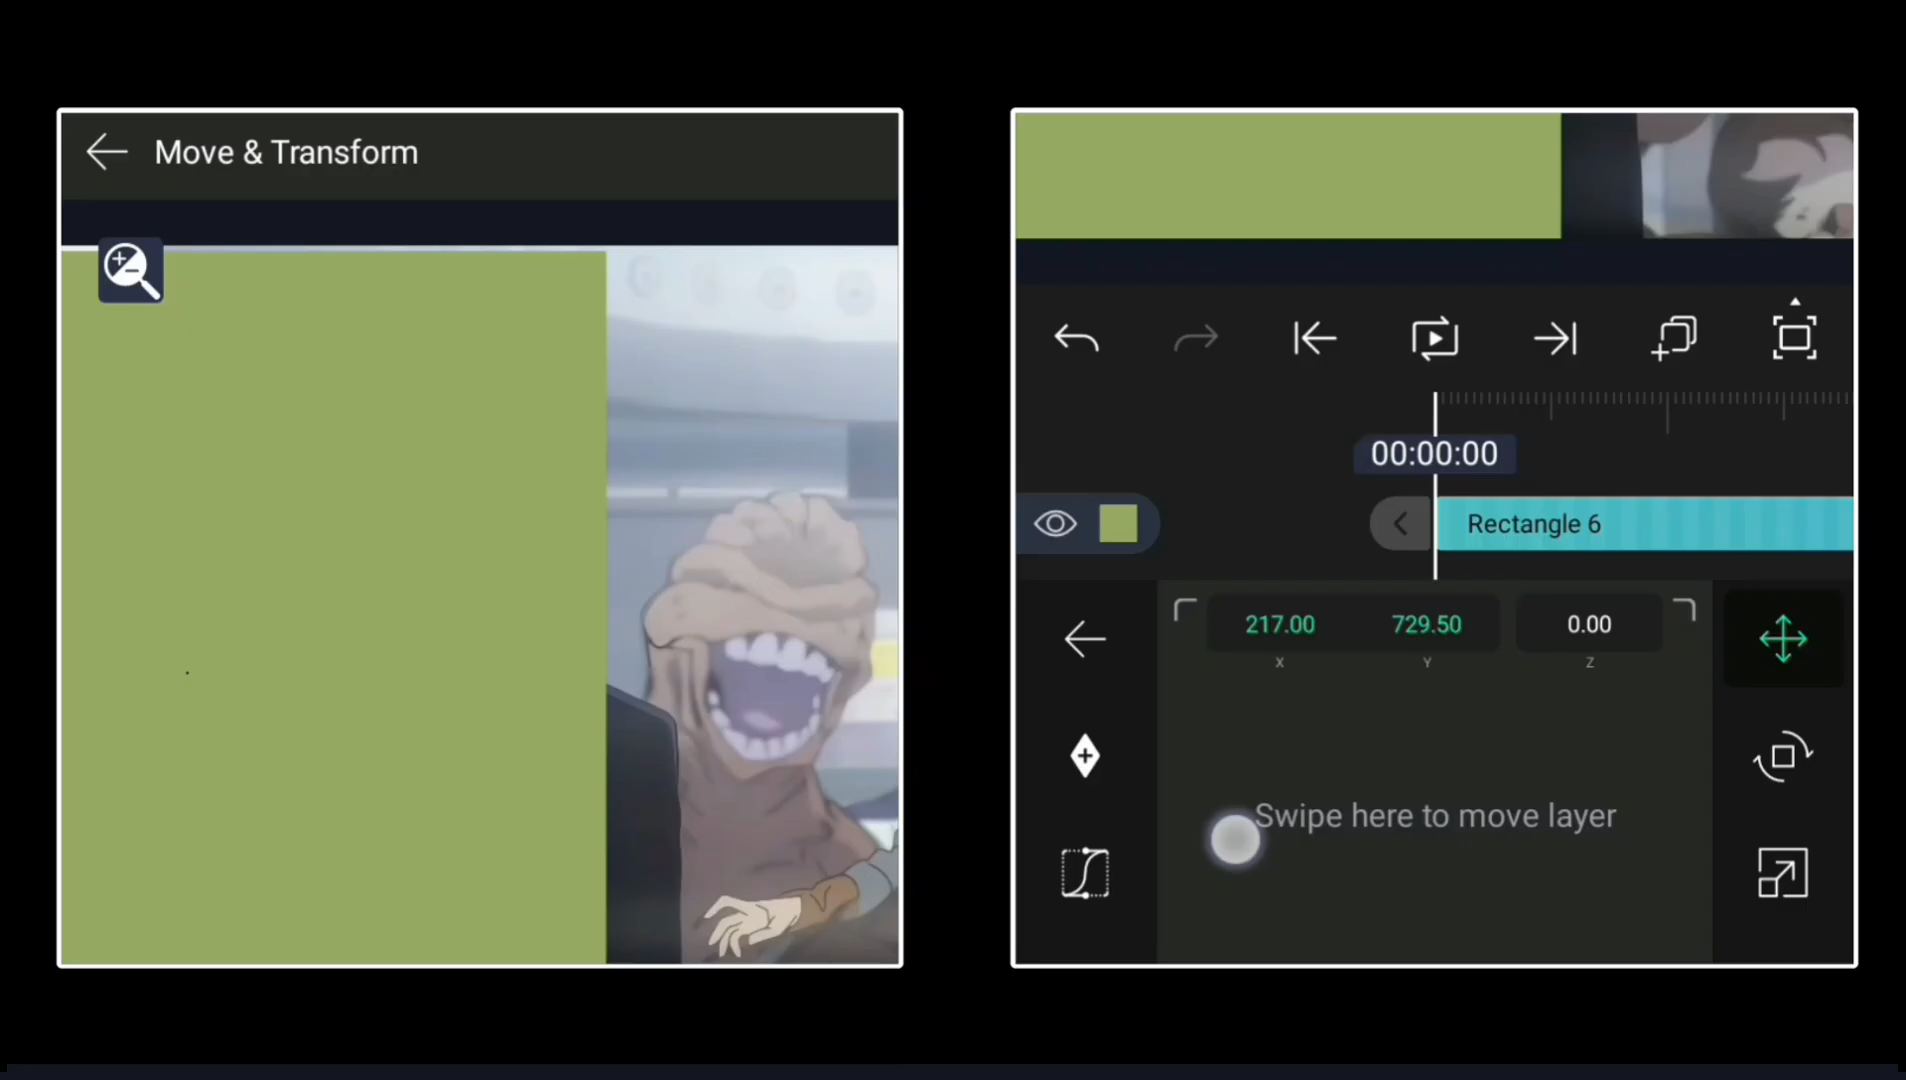 Move & Transform
00:00:00
Rectangle 6
217.00 729.50 0.00
X Y Z
Swipe here to move layer